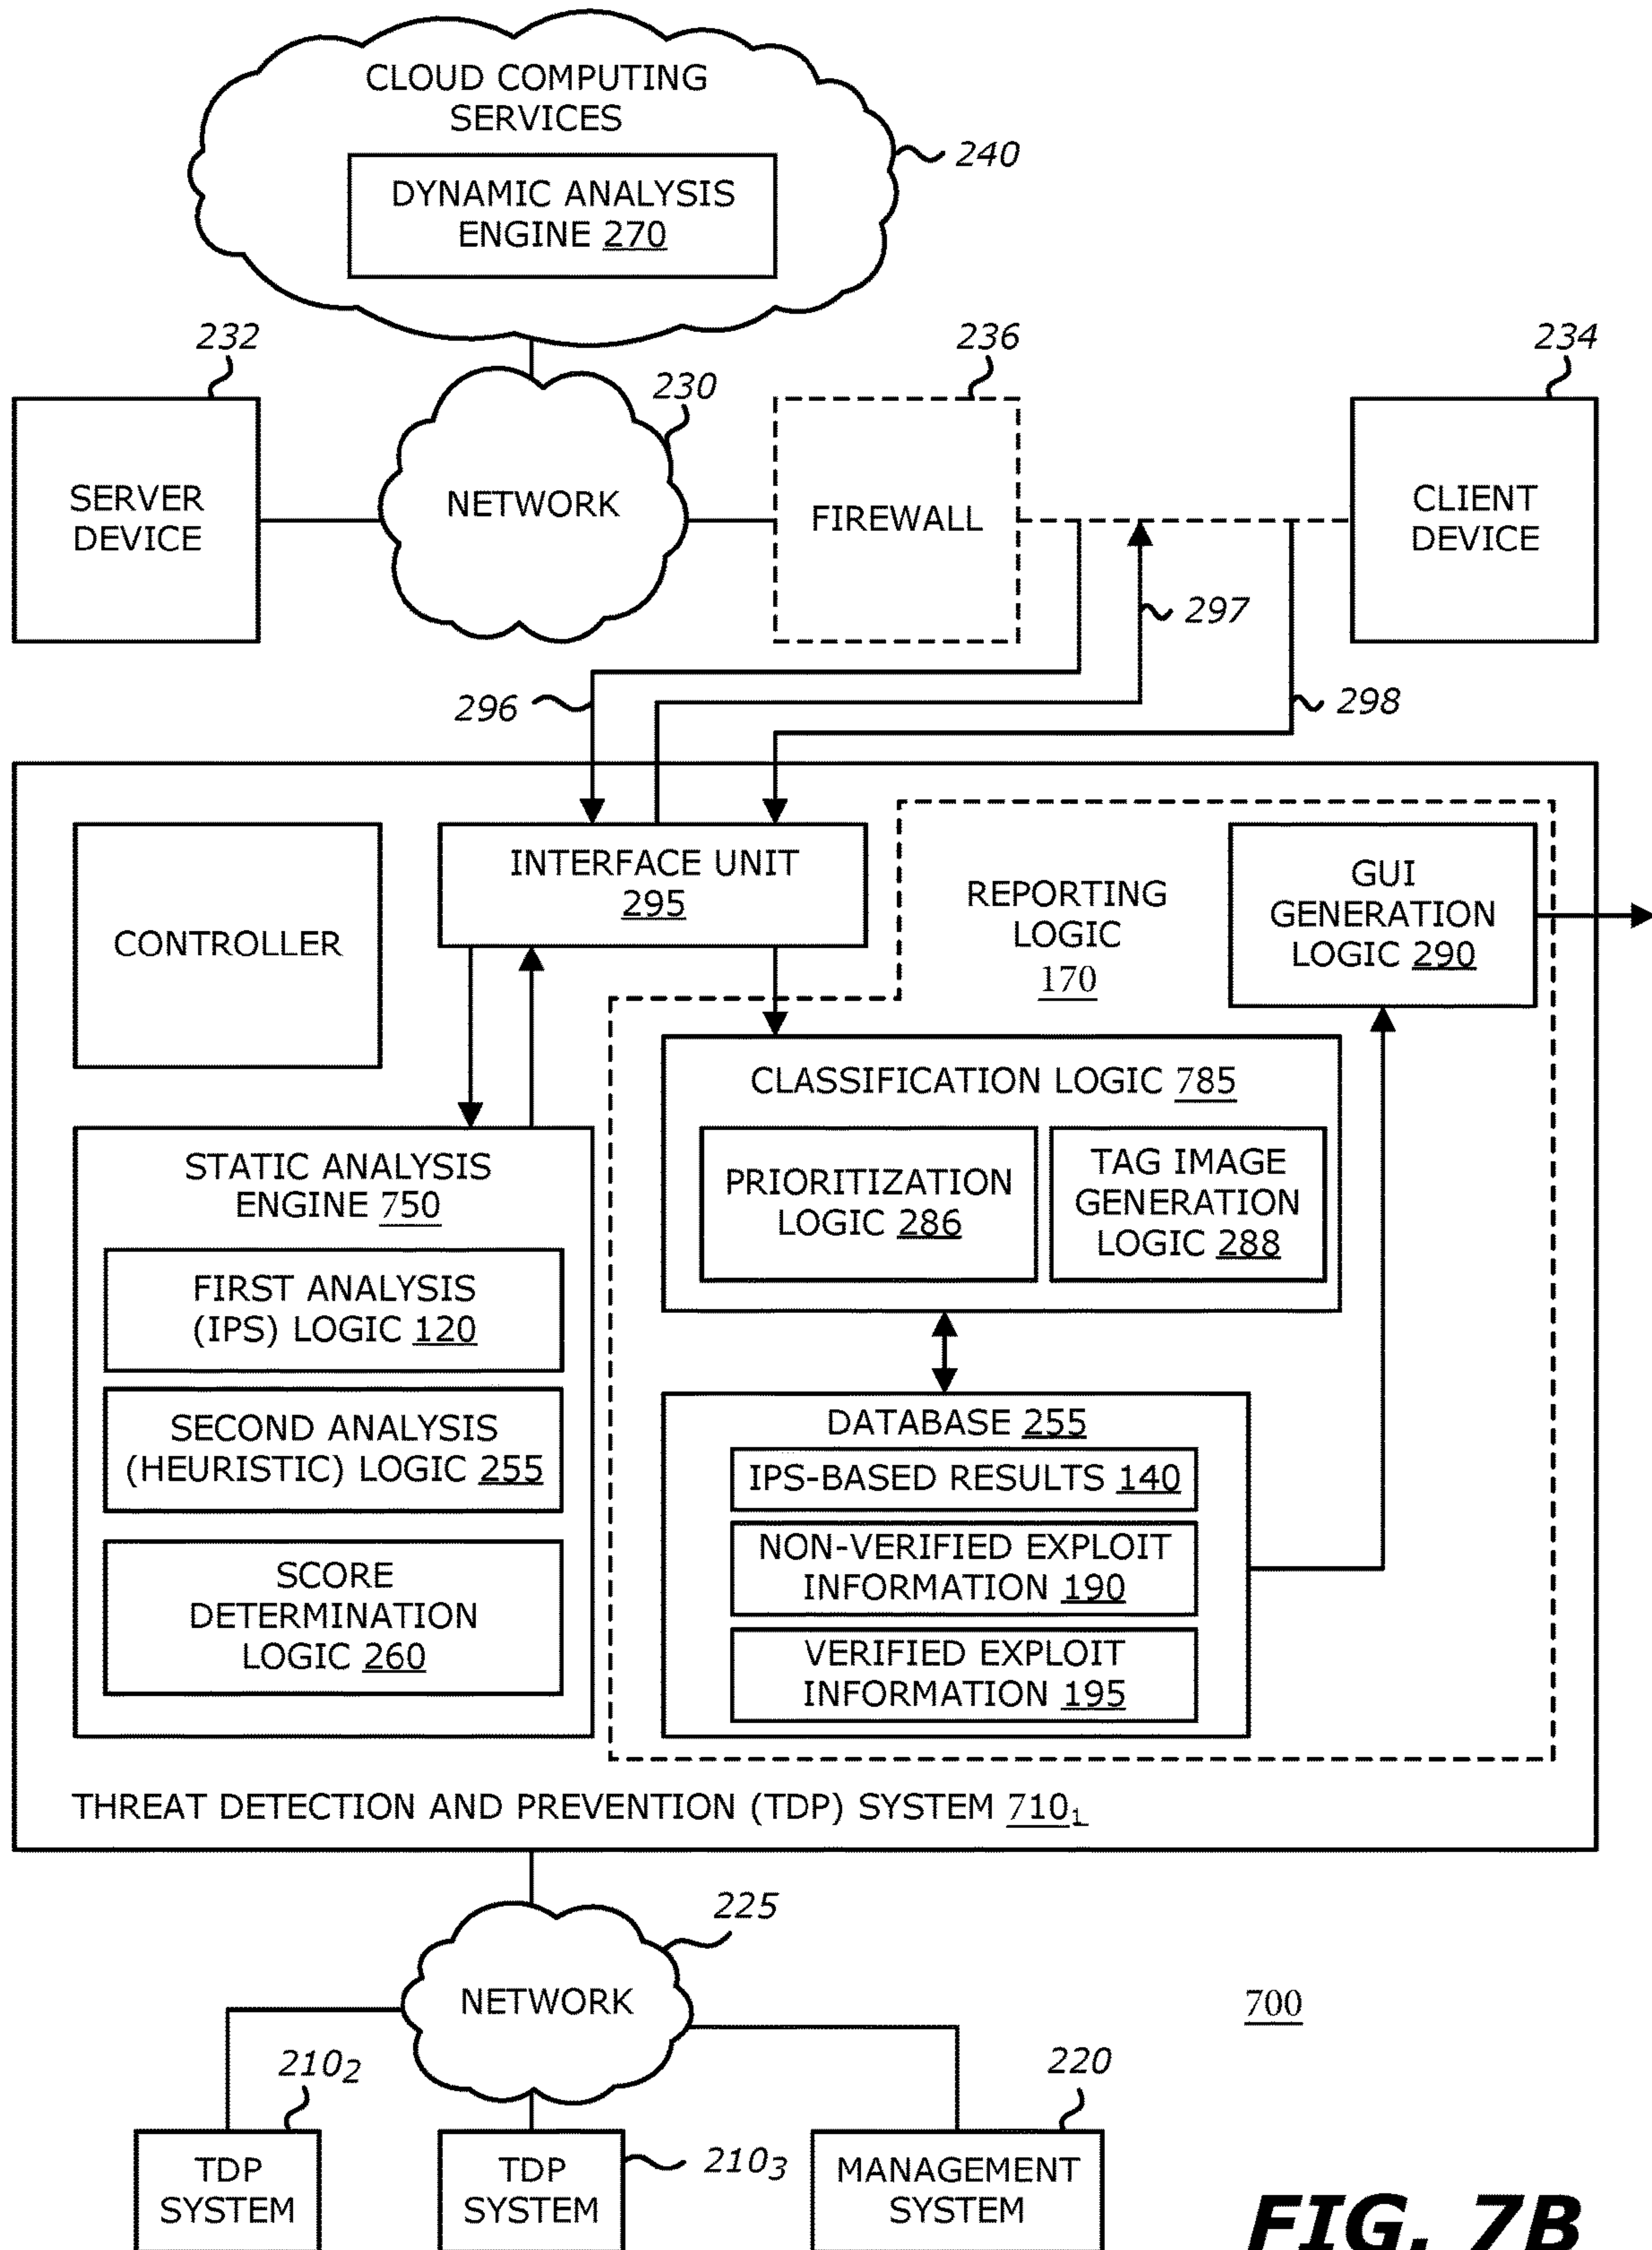 CLOUD COMPUTING
SERVICES
240
DYNAMIC ANALYSIS
ENGINE 270
232
230
236
234
SERVER
DEVICE
NETWORK
FIREWALL
CLIENT
DEVICE
297
296
298
INTERFACE UNIT
295
CONTROLLER
REPORTING
LOGIC
170
GUI
GENERATION
LOGIC 290
CLASSIFICATION LOGIC 785
PRIORITIZATION
LOGIC 286
TAG IMAGE
GENERATION
LOGIC 288
STATIC ANALYSIS
ENGINE 750
FIRST ANALYSIS
(IPS) LOGIC 120
SECOND ANALYSIS
(HEURISTIC) LOGIC 255
SCORE
DETERMINATION
LOGIC 260
DATABASE 255
IPS-BASED RESULTS 140
NON-VERIFIED EXPLOIT
INFORMATION 190
VERIFIED EXPLOIT
INFORMATION 195
THREAT DETECTION AND PREVENTION (TDP) SYSTEM 710₁
225
NETWORK
700
210₂
220
TDP
SYSTEM
TDP
SYSTEM
210₃
MANAGEMENT
SYSTEM
FIG. 7B